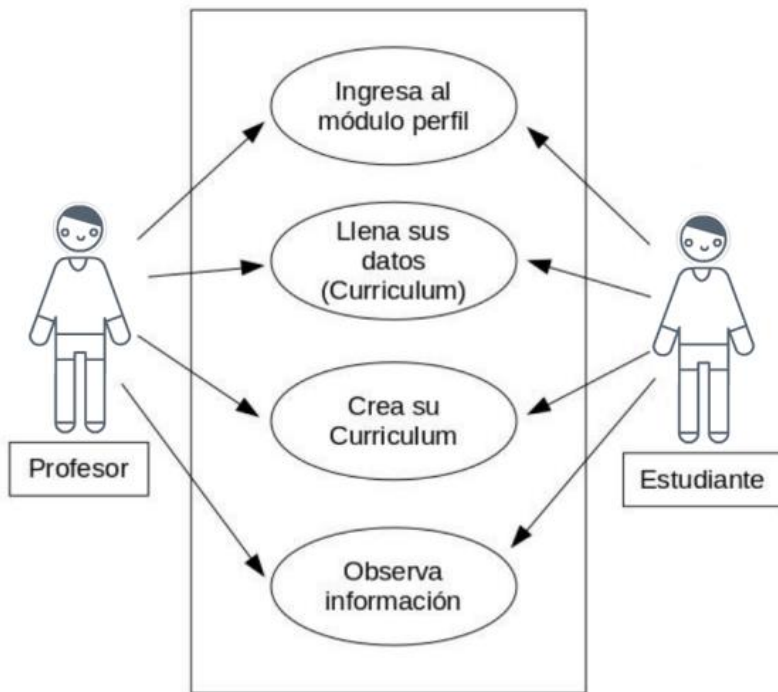 Ingresa al
módulo perfil
Llena sus
datos
(Curriculum)
Crea su
Curriculum
Profesor
Estudiante
Observa
información